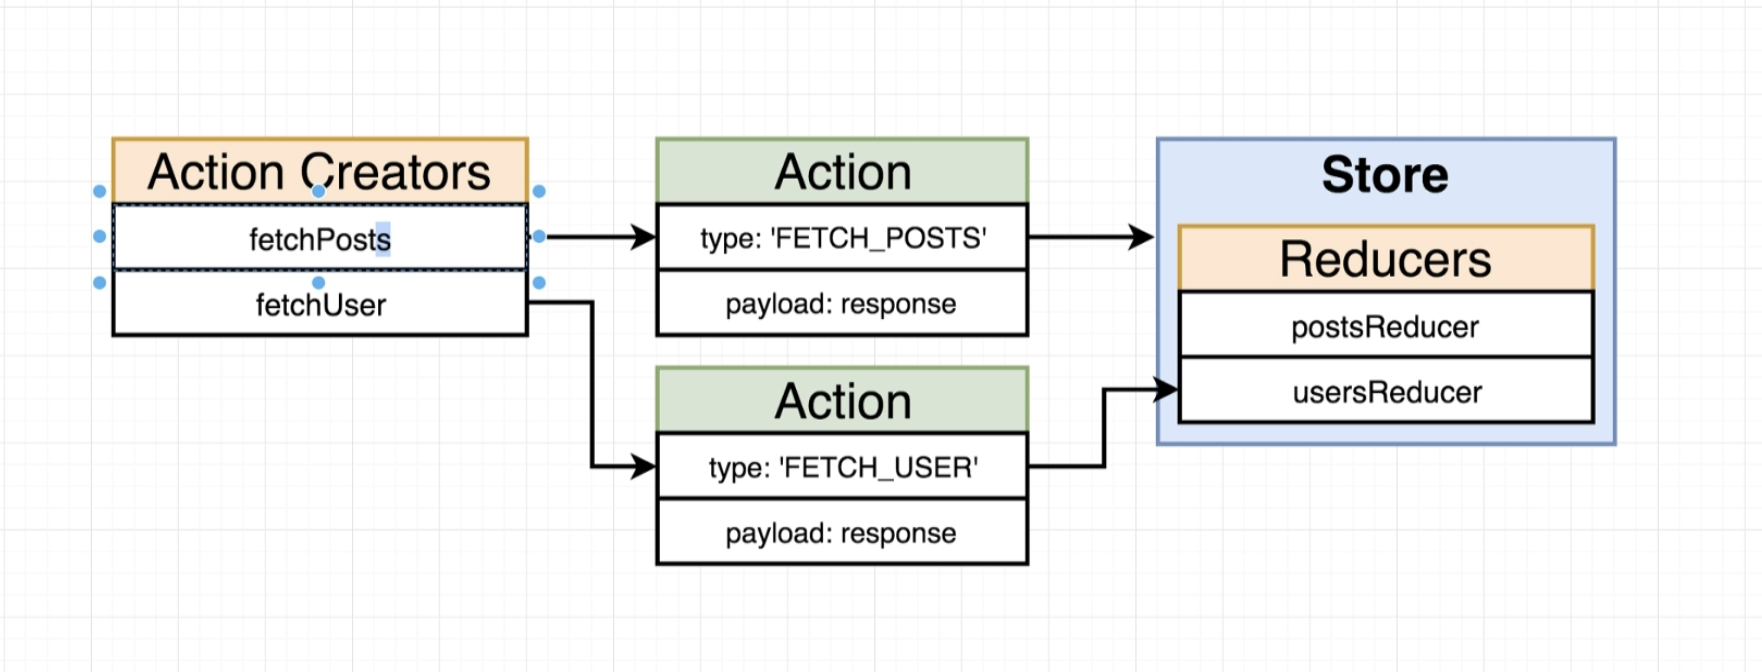 Action Creators
fetchPosts
fetchUser
Action
type: 'FETCH_POSTS'
payload: response
Action
type: 'FETCH_USER'
payload: response
Store
Reducers
postsReducer
usersReducer